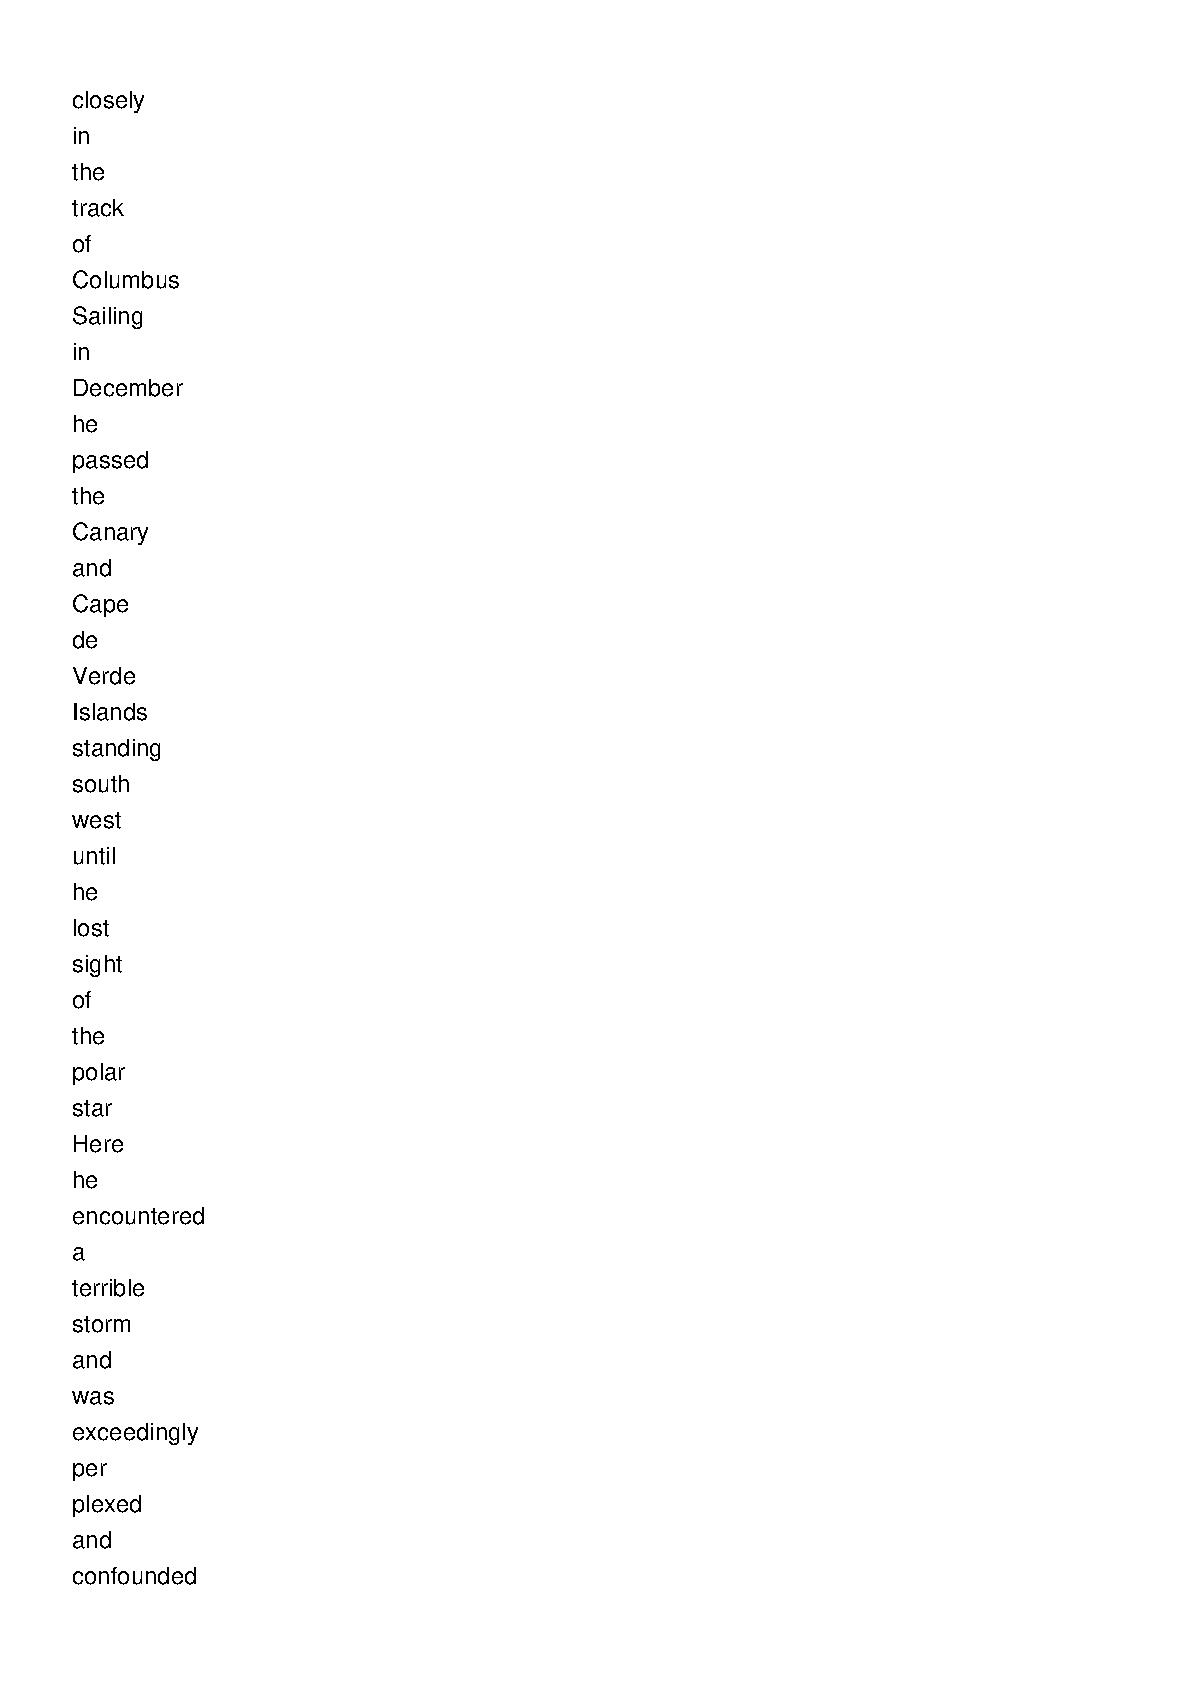 closely
in
the
track
of
Columbus
Sailing
in
December
he
passed
the
Canary
and
Cape
de
Verde
Islands
standing
south
west
until
he
lost
sight
of
the
polar
star
Here
he
encountered
a
terrible
storm
and
was
exceedingly
per
plexed
and
confounded